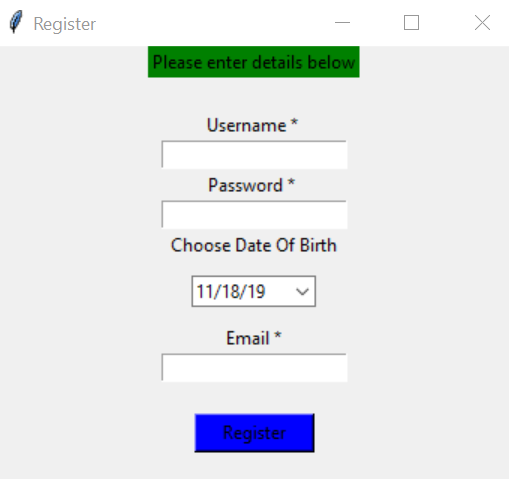 Register
Please enter details below
Username *
Password *
Choose Date Of Birth
11/18/19
Email *
Register